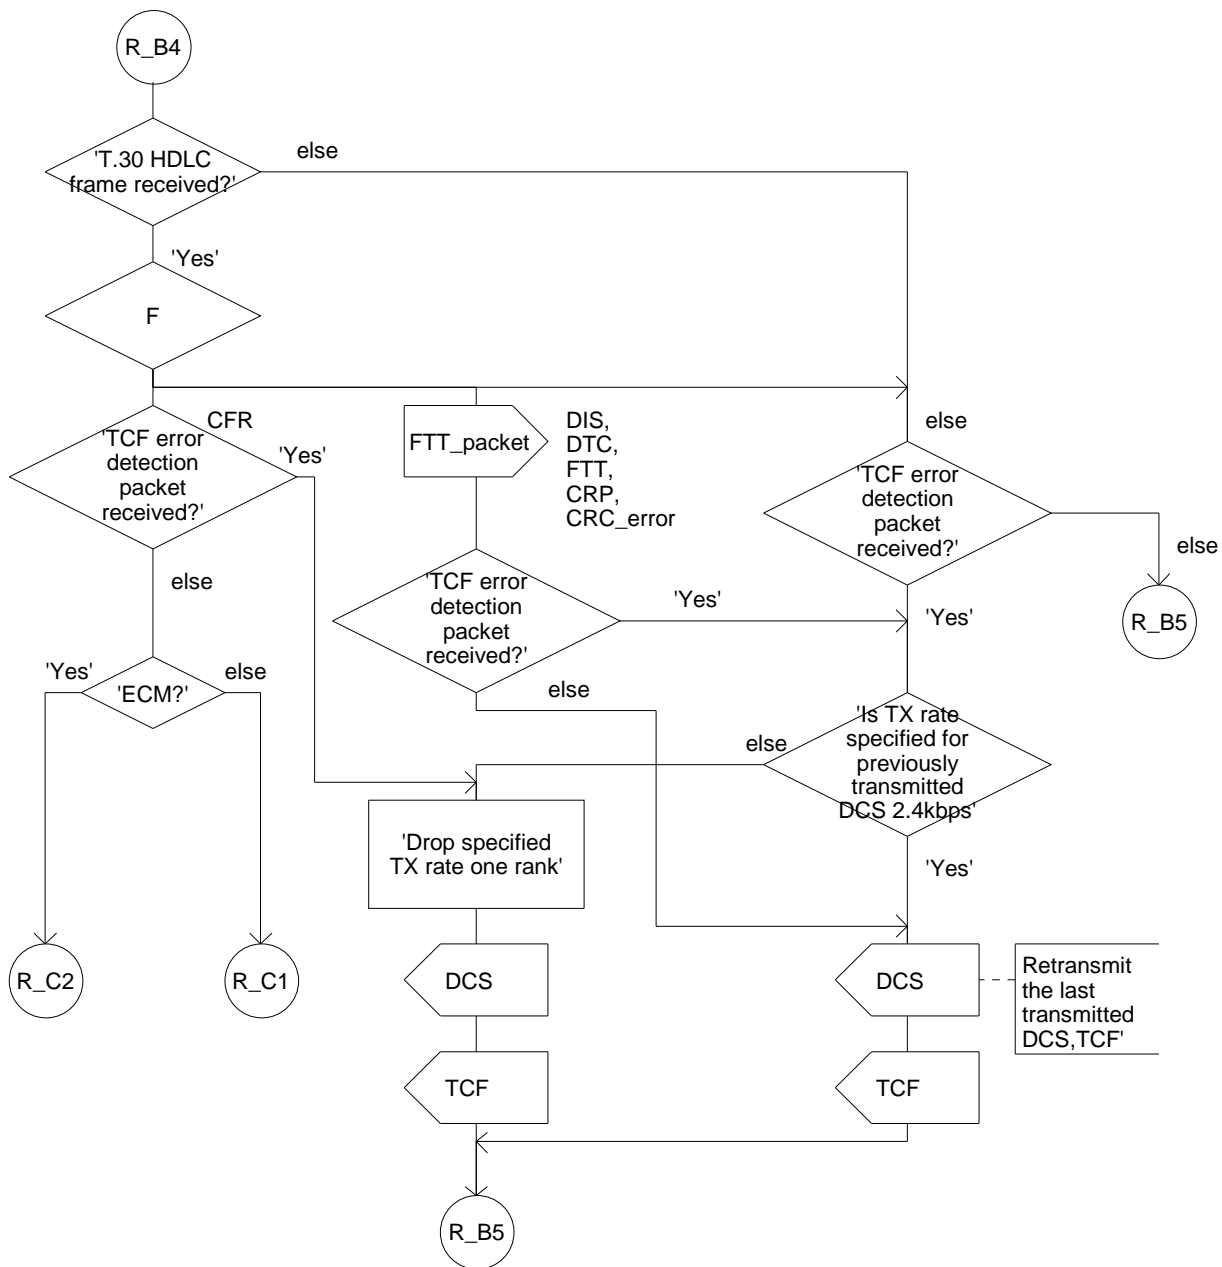 R_B4
'T.30 HDLC
frame received?'
else
'Yes'
F
CFR
'TCF error
detection
packet
received?'
'Yes'
else
FTT_packet
DIS,
DTC,
FTT,
CRP,
CRC_error
else
'TCF error
detection
packet
received?'
else
R_B5
'Yes'
'TCF error
detection
packet
received?'
'Yes'
else
'Yes'
'ECM?'
else
'Is TX rate
specified for
previously
transmitted
DCS 2.4kbps'
else
'Yes'
'Drop specified
TX rate one rank'
R_C2
R_C1
DCS
DCS
Retransmit
the last
transmitted
DCS,TCF'
TCF
TCF
R_B5